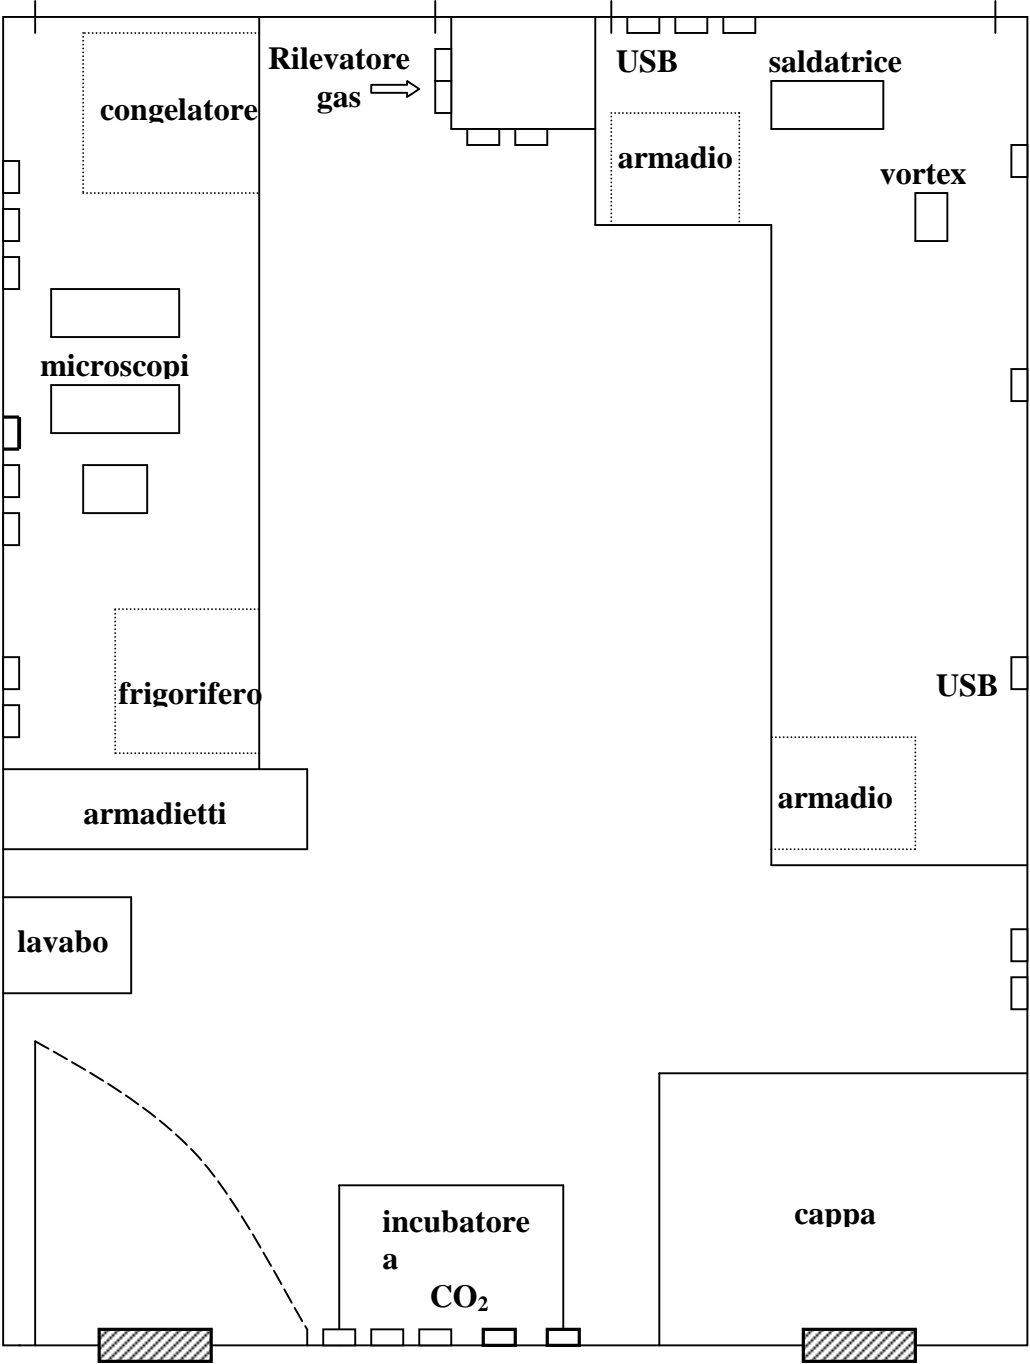 Rilevatore
gas
USB
saldatrice
congelatore
armadio
vortex
microscopi
frigorifero
USB
armadietti
armadio
lavabo
incubatore
a
CO₂
cappa